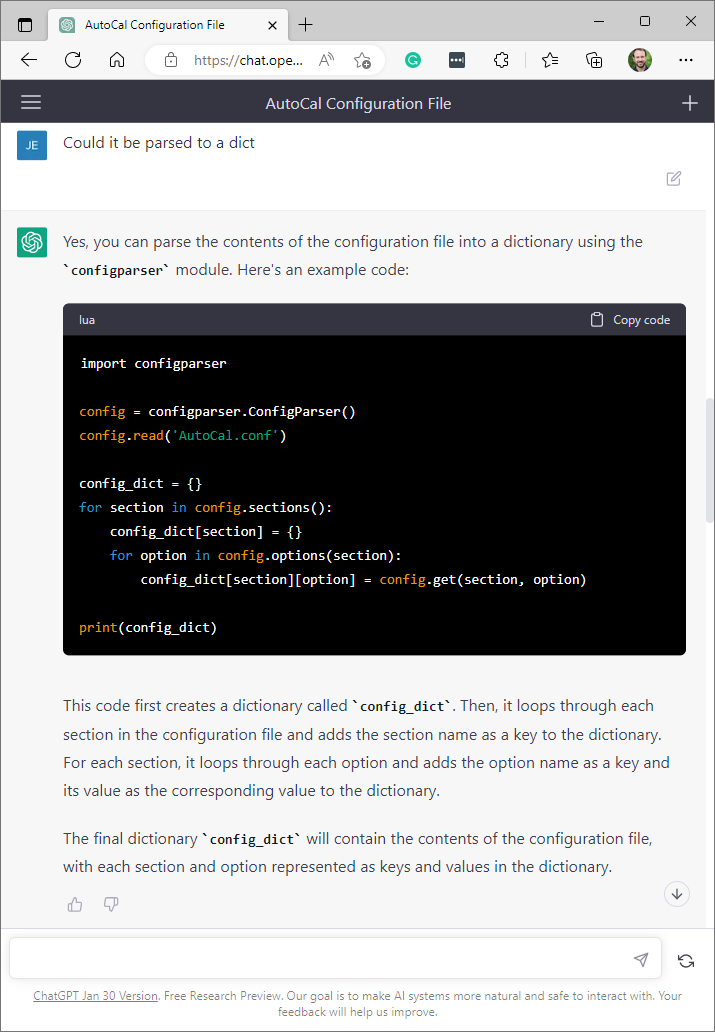 AutoCal Configuration File
https://chat.ope...
AutoCal Configuration File
JE
Could it be parsed to a dict
Yes, you can parse the contents of the configuration file into a dictionary using the
`configparser` module. Here's an example code:
lua
Copy code
import configparser
config = configparser.ConfigParser()
config.read('AutoCal.conf')
config_dict = {}
for section in config.sections():
    config_dict[section] = {}
    for option in config.options(section):
        config_dict[section][option] = config.get(section, option)
print(config_dict)
This code first creates a dictionary called `config_dict`. Then, it loops through each
section in the configuration file and adds the section name as a key to the dictionary.
For each section, it loops through each option and adds the option name as a key and
its value as the corresponding value to the dictionary.
The final dictionary `config_dict` will contain the contents of the configuration file,
with each section and option represented as keys and values in the dictionary.
ChatGPT Jan 30 Version. Free Research Preview. Our goal is to make AI systems more natural and safe to interact with. Your
feedback will help us improve.